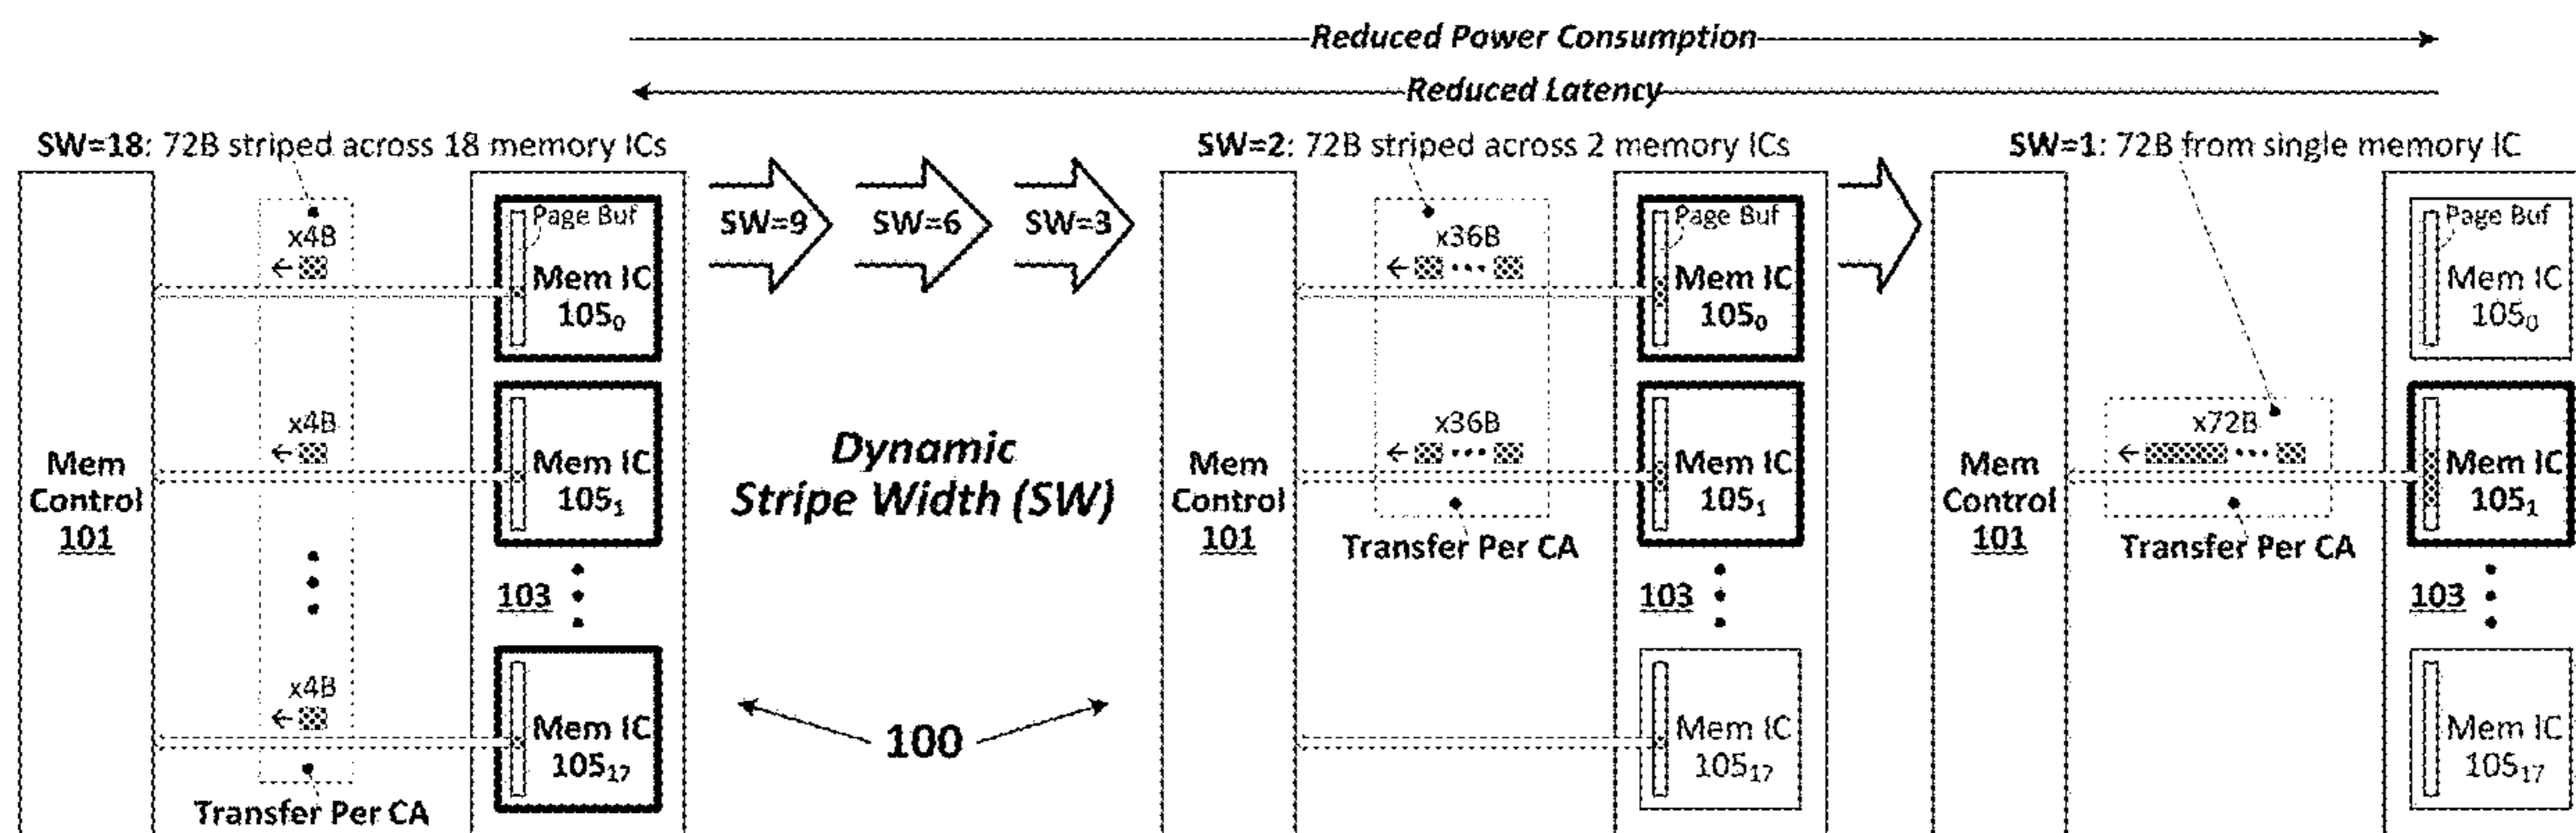 Reduced Power Consumption
Reduced Latency
SW=18: 72B striped across 18 memory ICs
x4B
Page Buf
Mem IC
105₀
x4B
Mem IC
105₁
Mem
Control
101
103
x4B
Mem IC
105₁₇
Transfer Per CA
SW=9
SW=6
SW=3
Dynamic
Stripe Width (SW)
100
SW=2: 72B striped across 2 memory ICs
x36B
Page Buf
Mem IC
105₀
x36B
Mem IC
105₁
Mem
Control
101
Transfer Per CA
103
Mem IC
105₁₇
SW=1: 72B from single memory IC
Page Buf
Mem IC
105₀
x72B
Mem IC
105₁
Mem
Control
101
Transfer Per CA
103
Mem IC
105₁₇